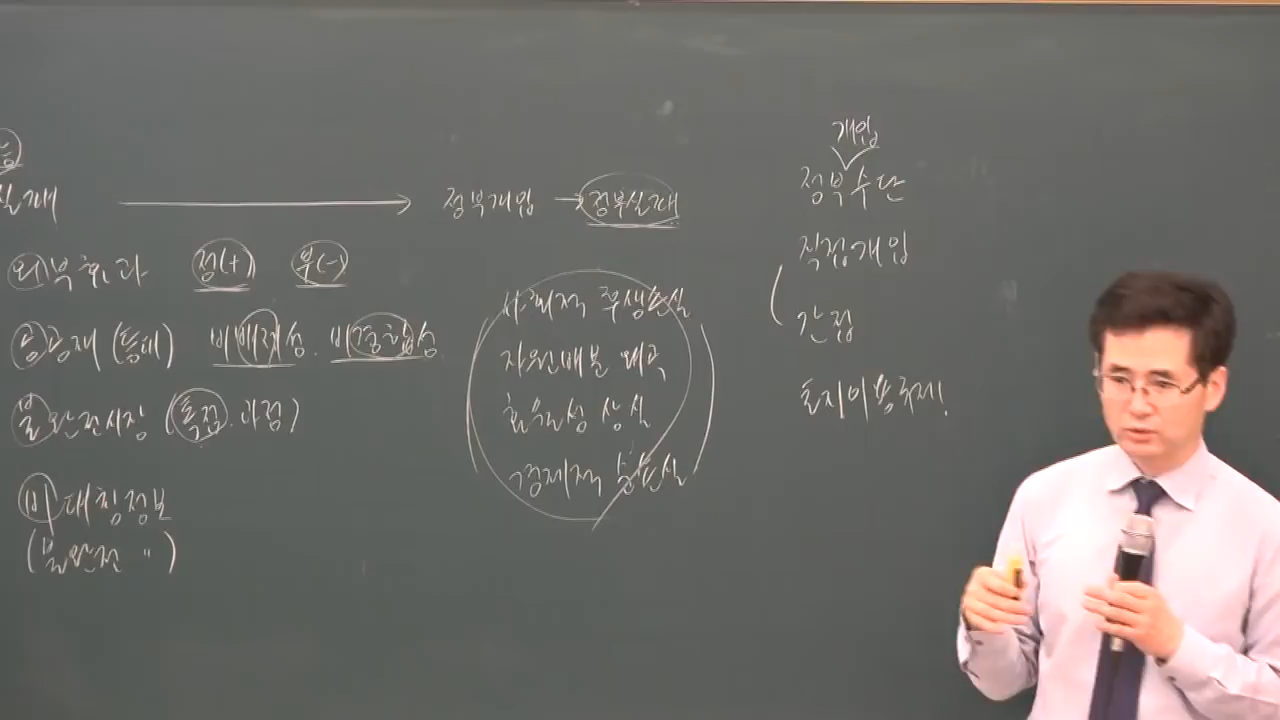 실패 → 정부개입 → 정부실패
외부효과 정(+) 부(-)
공공재 (등대) 비배제성. 비경합성
불완전시장 (독점. 과점)
비대칭정보
(불완전 〃)
사회적 후생손실
자원배분 왜곡
효율성 상실
경제적 순손실
개입
정부수단
직접개입
간접
토지이용규제.